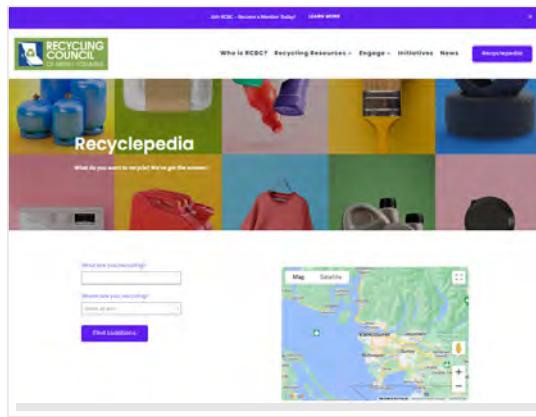 Join RCBC – Become a Member Today! LEARN MORE
RECYCLING
COUNCIL
OF BRITISH COLUMBIA
Who is RCBC? Recycling Resources Engage Initiatives News Recyclepedia
Recyclepedia
What do you want to recycle? We've got the answer.
What are you recycling?
Where are you recycling?
Find Locations
Map Satellite
Vancouver
Richmond
Surrey